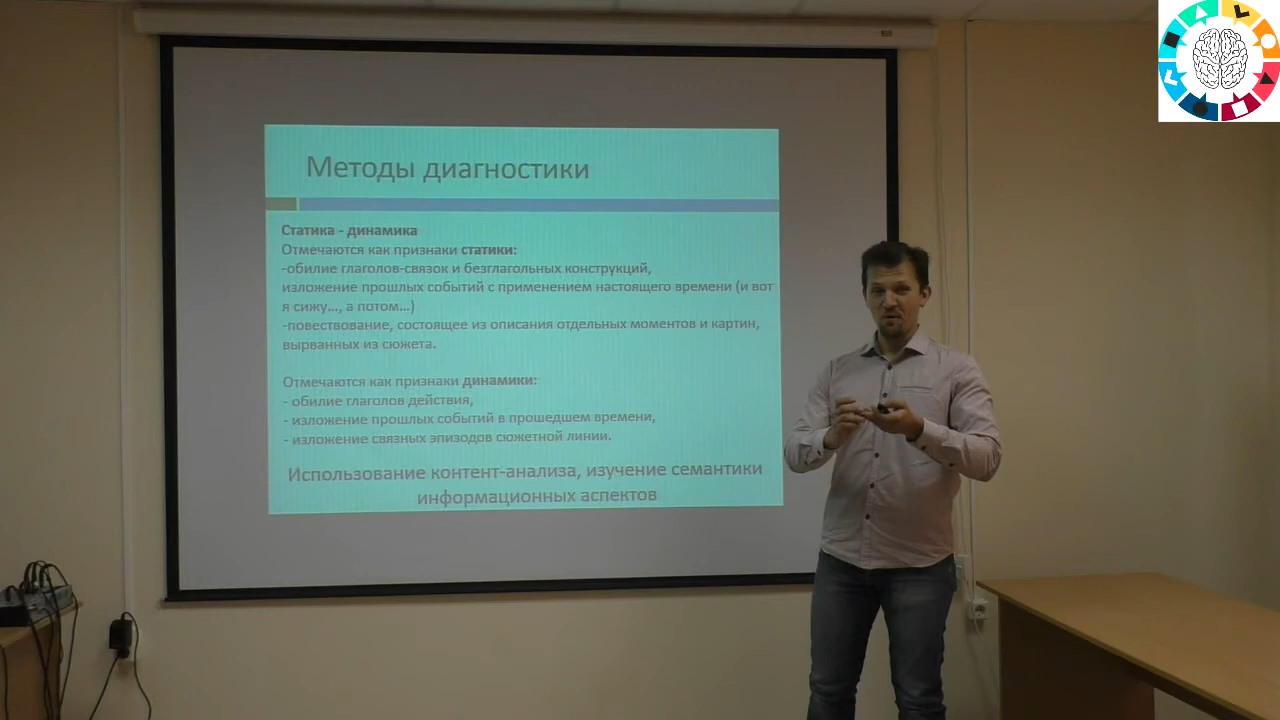 Методы диагностики
Статика - динамика
Отмечаются как признаки статики:
-обилие глаголов-связок и безглагольных конструкций,
изложение прошлых событий с применением настоящего времени (и вот
я сижу…, а потом…)
-повествование, состоящее из описания отдельных моментов и картин,
вырванных из сюжета.
Отмечаются как признаки динамики:
- обилие глаголов действия,
- изложение прошлых событий в прошедшем времени,
- изложение связных эпизодов сюжетной линии.
Использование контент-анализа, изучение семантики
информационных аспектов